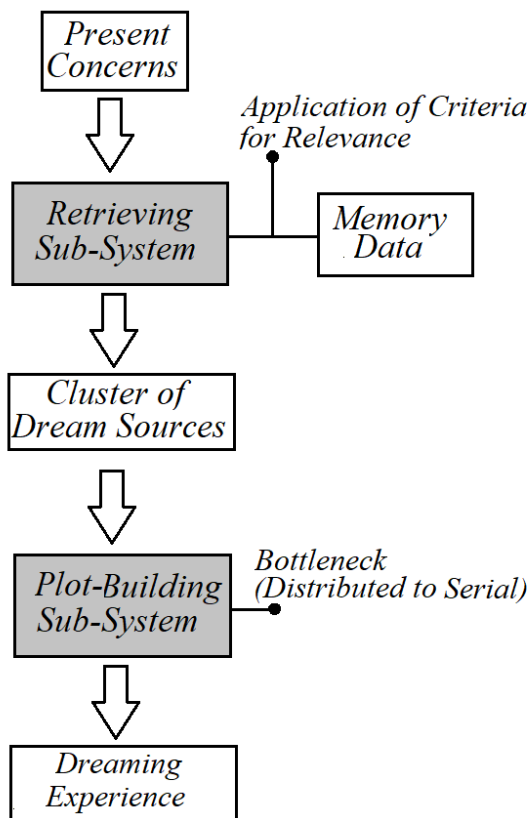 Present
Concerns
Application of Criteria
for Relevance
Retrieving
Sub-System
Memory
Data
Cluster of
Dream Sources
Plot-Building
Sub-System
Bottleneck
(Distributed to Serial)
Dreaming
Experience